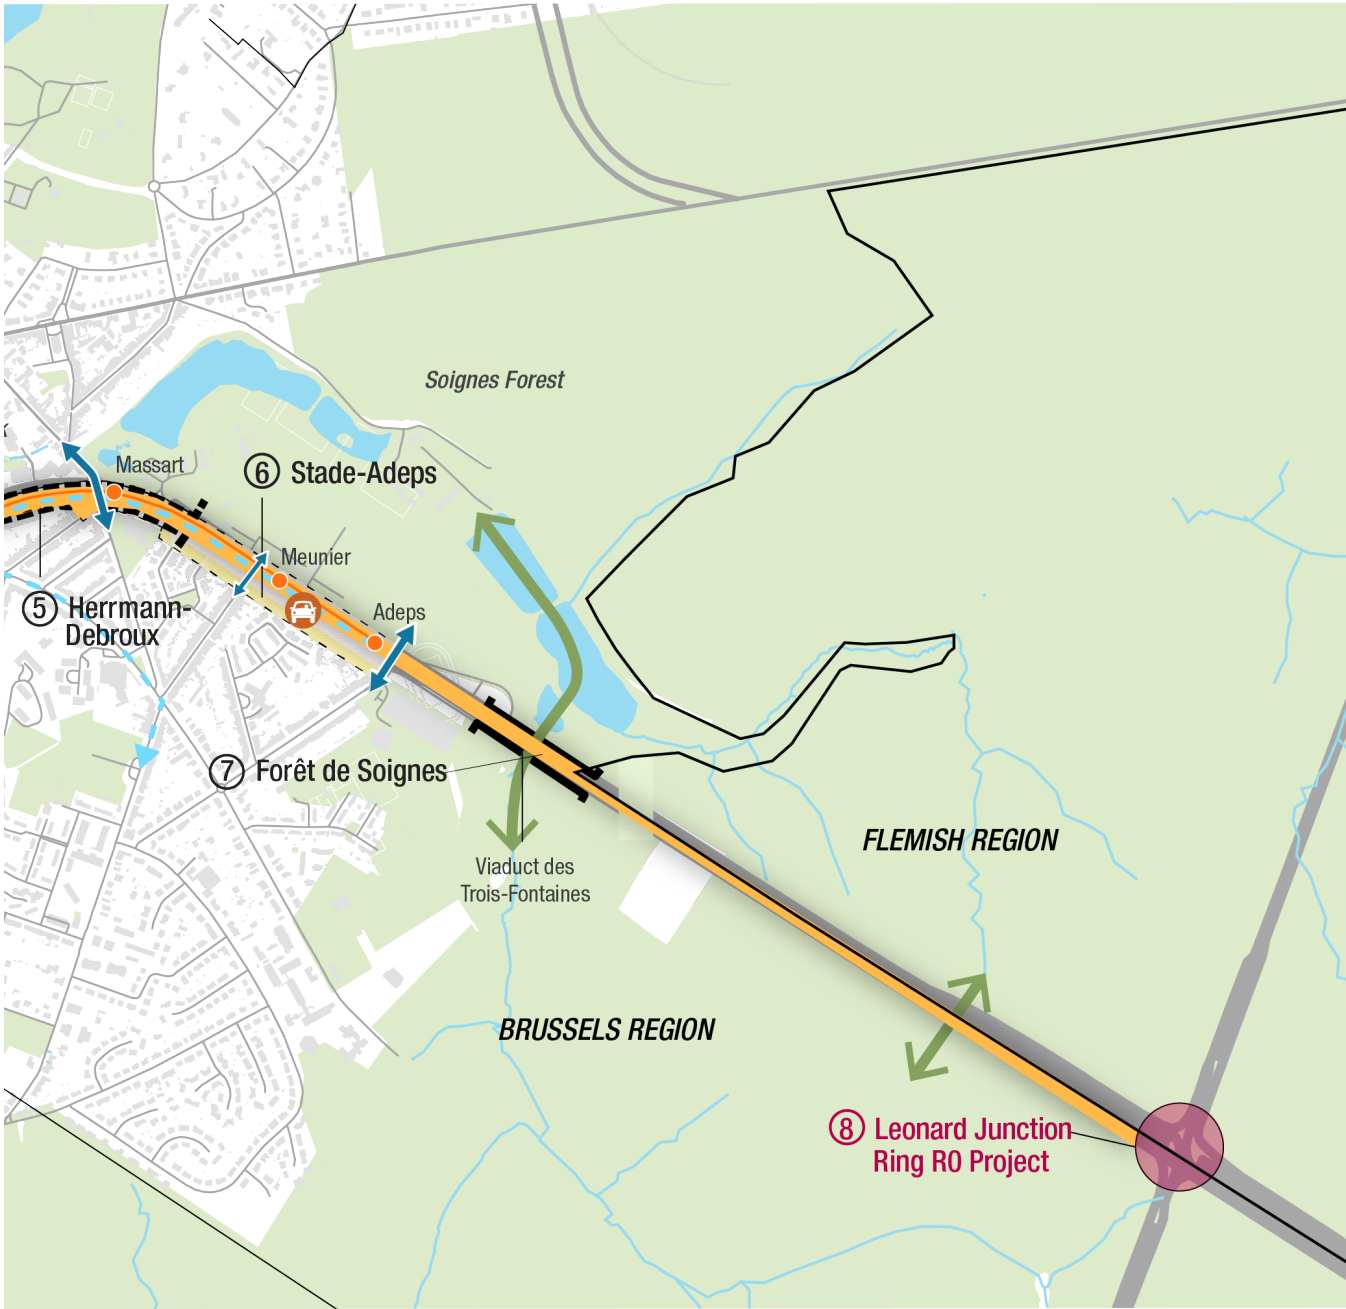 Soignes Forest
Massart
6 Stade-Adeps
Meunier
5 Herrmann-
Debroux
Adeps
7 Forêt de Soignes
Viaduct des
Trois-Fontaines
FLEMISH REGION
BRUSSELS REGION
8 Leonard Junction
Ring R0 Project